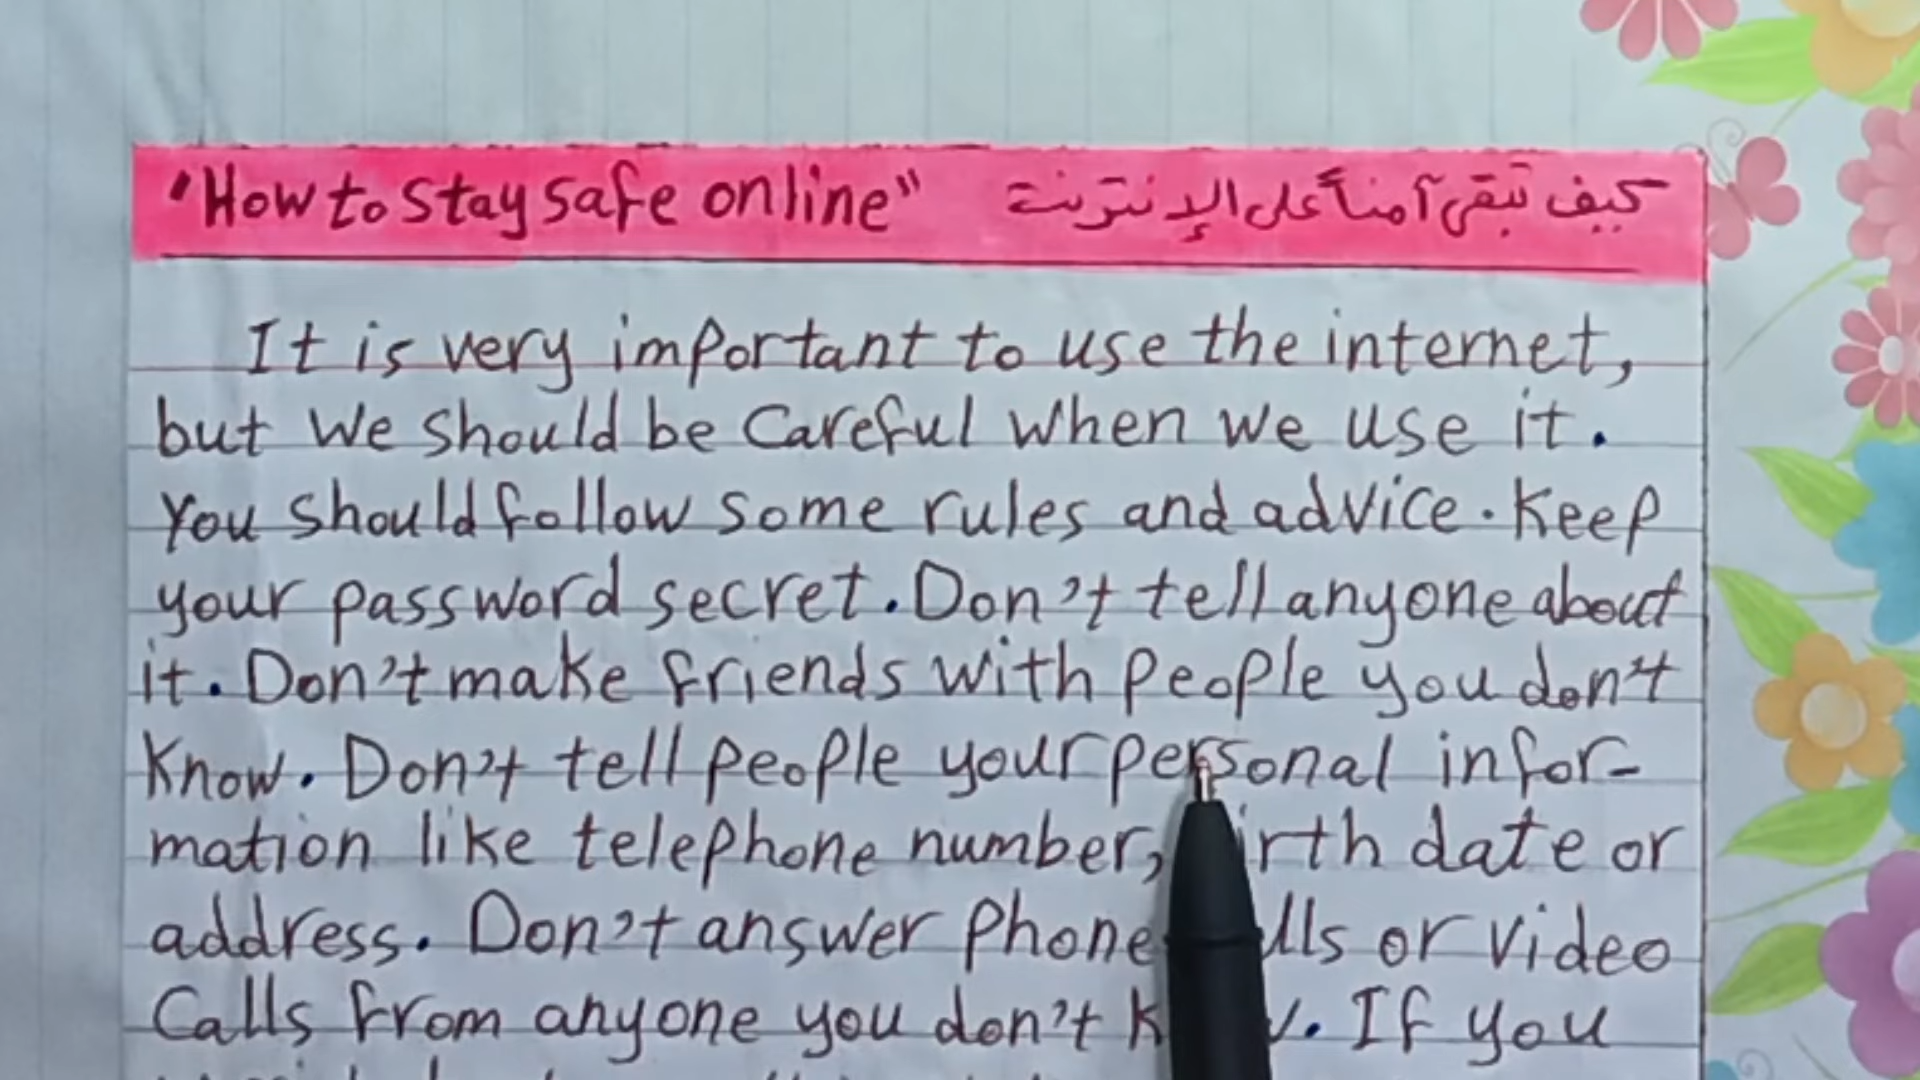 "How to stay safe online" كيف تبقى آمناً على الإنترنت
It is very important to use the internet,
but we should be careful when we use it.
You should follow some rules and advice. Keep
your password secret. Don't tell anyone about
it. Don't make friends with people you don't
know. Don't tell people your personal infor-
mation like telephone number, date or
address. Don't answer phone or video
calls from anyone you don't . If you